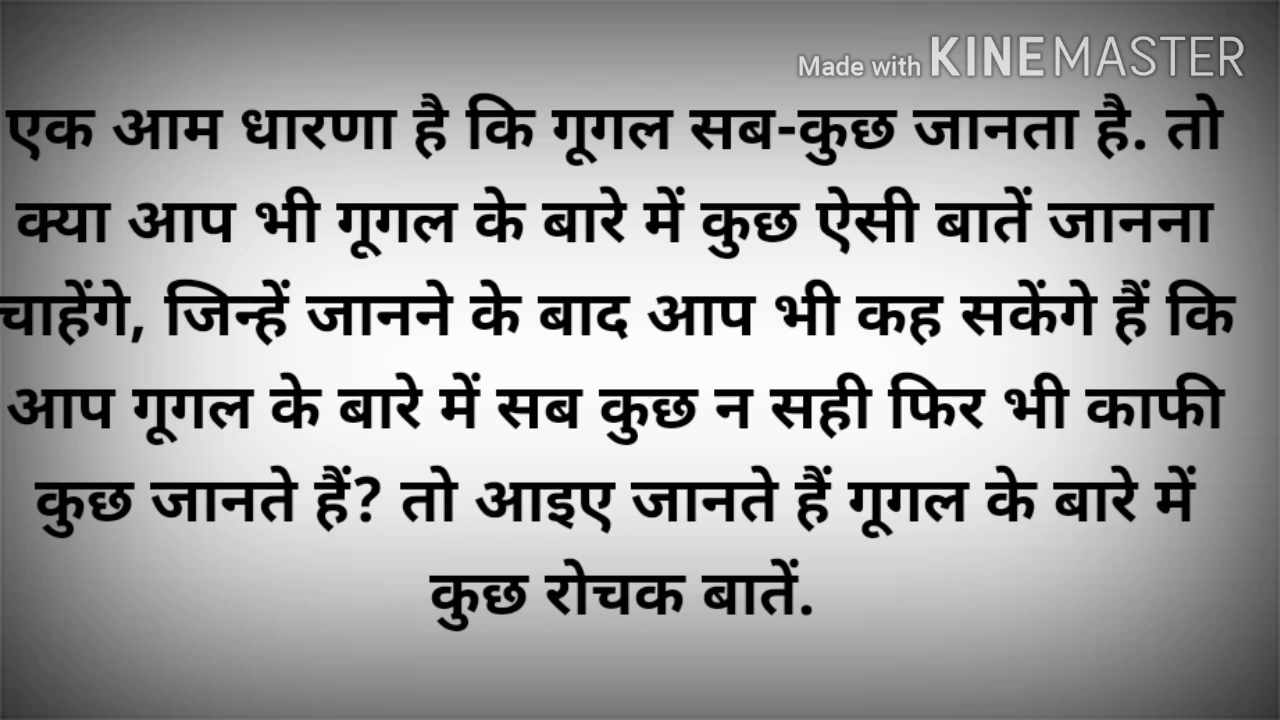 Made with KINEMASTER
एक आम धारणा है कि गूगल सब-कुछ जानता है. तो
क्या आप भी गूगल के बारे में कुछ ऐसी बातें जानना
चाहेंगे, जिन्हें जानने के बाद आप भी कह सकेंगे हैं कि
आप गूगल के बारे में सब कुछ न सही फिर भी काफी
कुछ जानते हैं? तो आइए जानते हैं गूगल के बारे में
कुछ रोचक बातें.